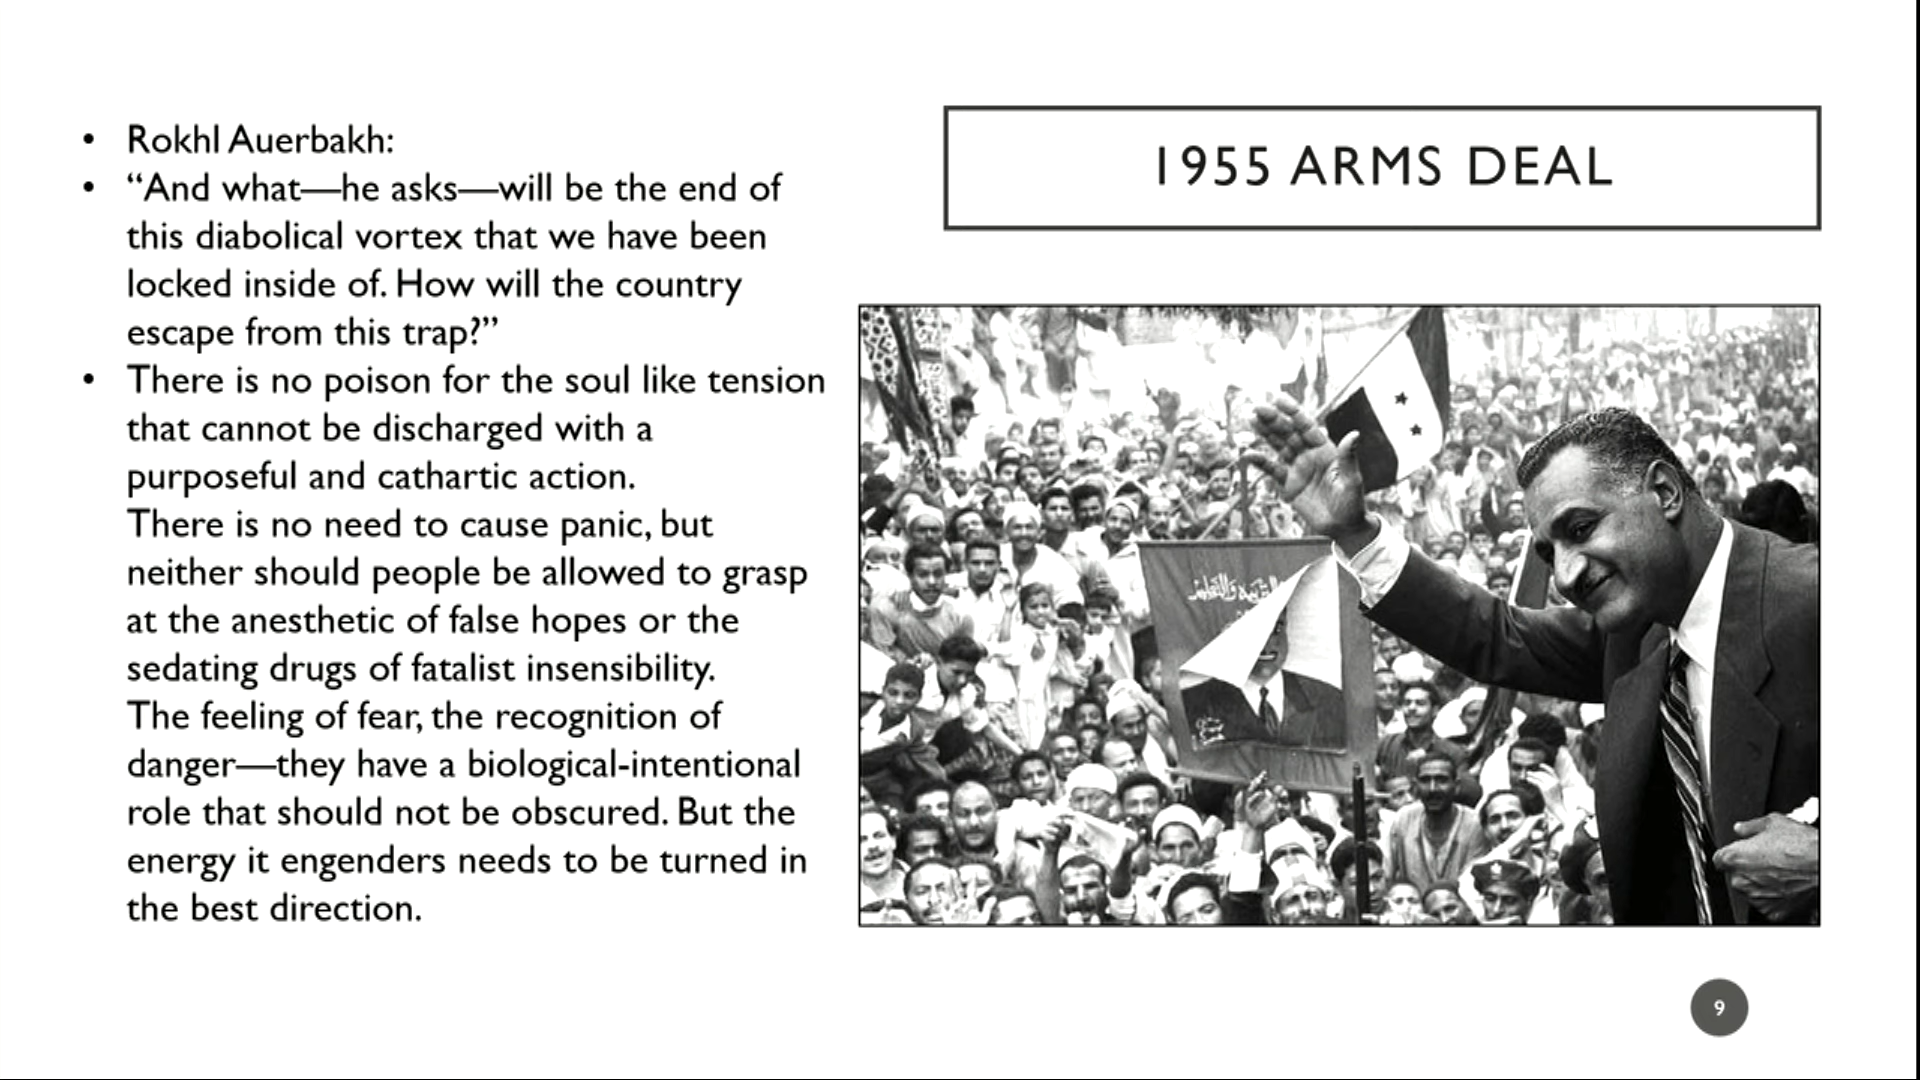 • Rokhl Auerbakh:
• “And what—he asks—will be the end of
this diabolical vortex that we have been
locked inside of. How will the country
escape from this trap?”
• There is no poison for the soul like tension
that cannot be discharged with a
purposeful and cathartic action.
There is no need to cause panic, but
neither should people be allowed to grasp
at the anesthetic of false hopes or the
sedating drugs of fatalist insensibility.
The feeling of fear, the recognition of
danger—they have a biological-intentional
role that should not be obscured. But the
energy it engenders needs to be turned in
the best direction.
1955 ARMS DEAL
التربية والتعليم
9